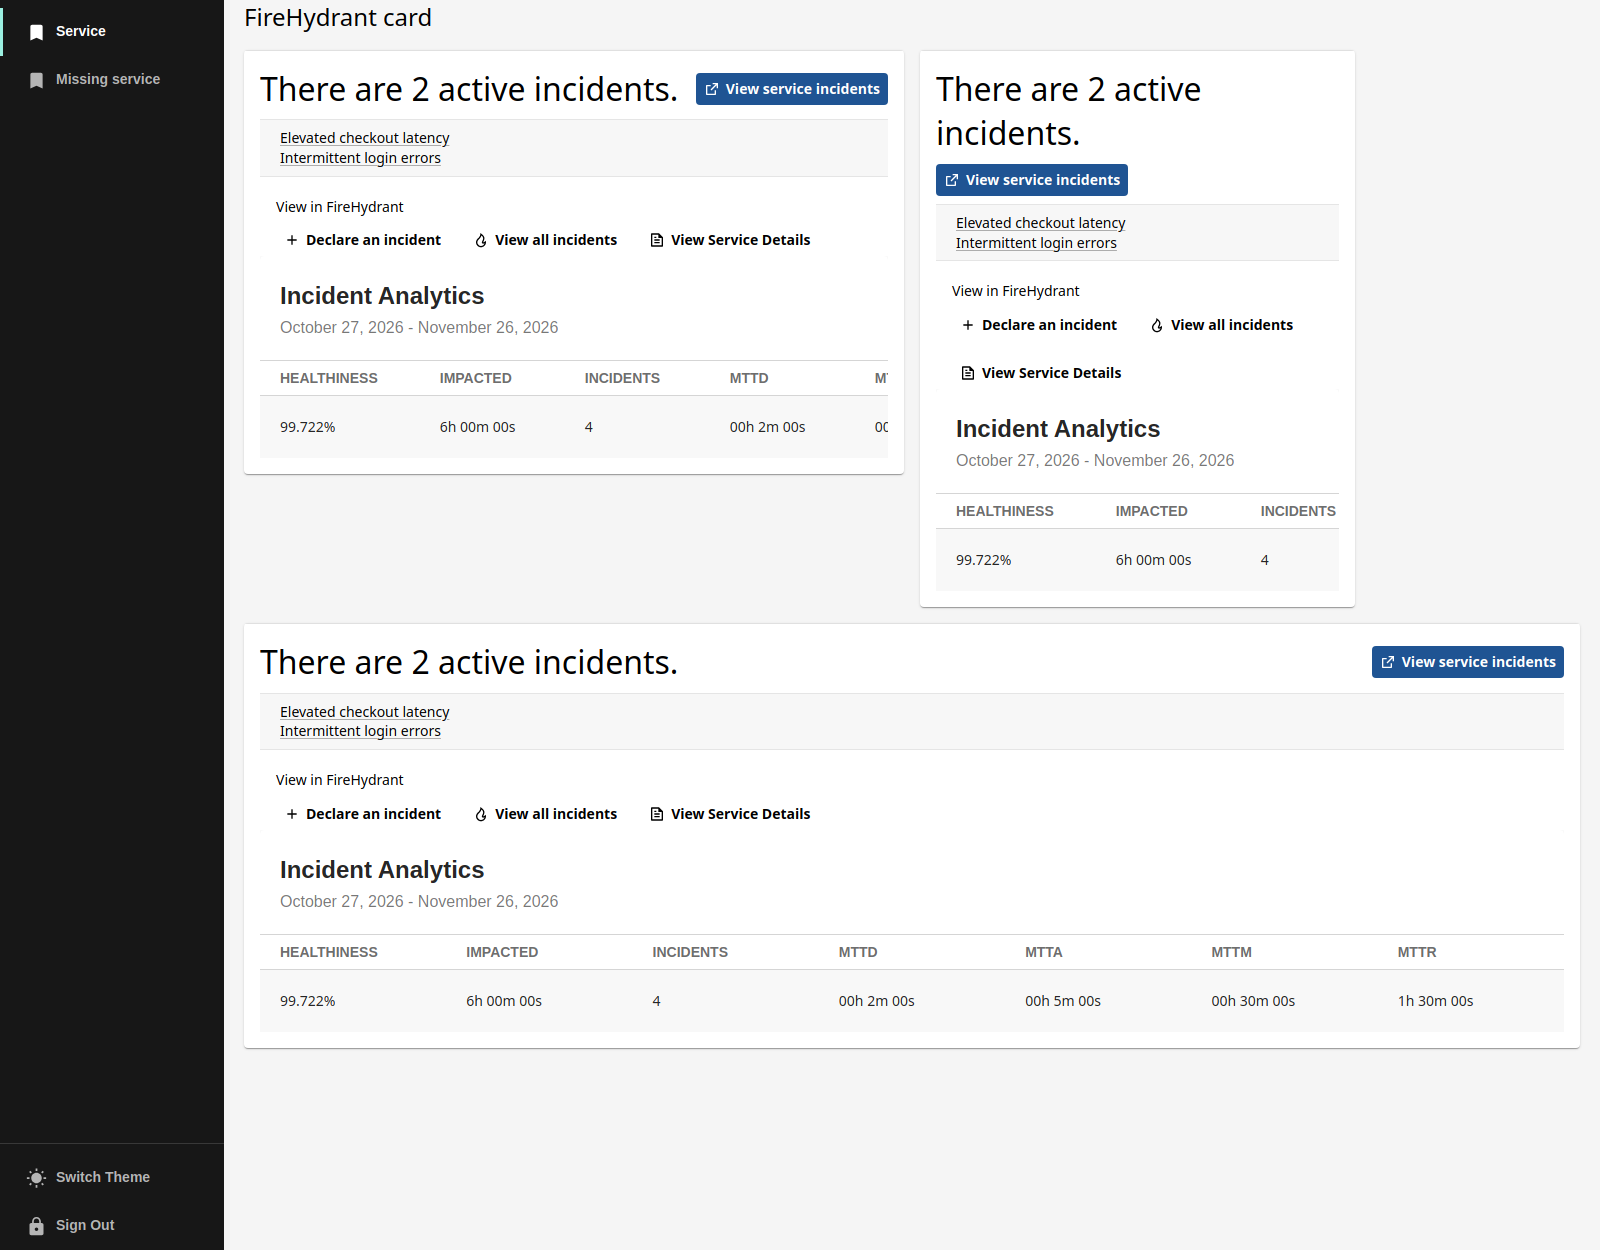 Service
Missing service
Switch Theme
Sign Out
FireHydrant card
There are 2 active incidents.
View service incidents
Elevated checkout latency
Intermittent login errors
View in FireHydrant
Declare an incident View all incidents View Service Details
Incident Analytics
October 27, 2026 - November 26, 2026
HEALTHINESS IMPACTED INCIDENTS MTTD
99.722% 6h 00m 00s 4 00h 2m 00s 00
There are 2 active
incidents.
View service incidents
Elevated checkout latency
Intermittent login errors
View in FireHydrant
Declare an incident View all incidents
View Service Details
Incident Analytics
October 27, 2026 - November 26, 2026
HEALTHINESS IMPACTED INCIDENTS
99.722% 6h 00m 00s 4
There are 2 active incidents.
View service incidents
Elevated checkout latency
Intermittent login errors
View in FireHydrant
Declare an incident View all incidents View Service Details
Incident Analytics
October 27, 2026 - November 26, 2026
HEALTHINESS IMPACTED INCIDENTS MTTD MTTA MTTM MTTR
99.722% 6h 00m 00s 4 00h 2m 00s 00h 5m 00s 00h 30m 00s 1h 30m 00s